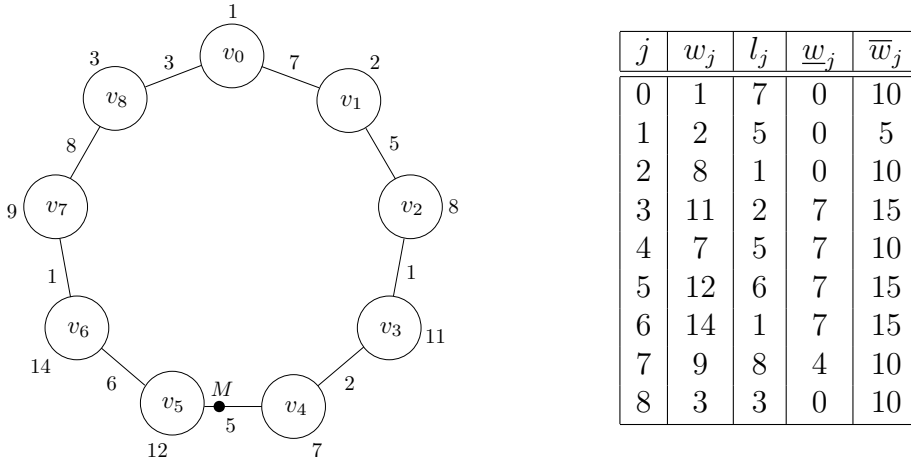 1
v₀
3
3
7
2
v₈
v₁
8
5
9
v₇
v₂
8
1
1
v₆
v₃
14
11
6
M
2
v₅
v₄
5
12
7
j w_j l_j \underline{w}_j \overline{w}_j
0 1 7 0 10
1 2 5 0 5
2 8 1 0 10
3 11 2 7 15
4 7 5 7 10
5 12 6 7 15
6 14 1 7 15
7 9 8 4 10
8 3 3 0 10